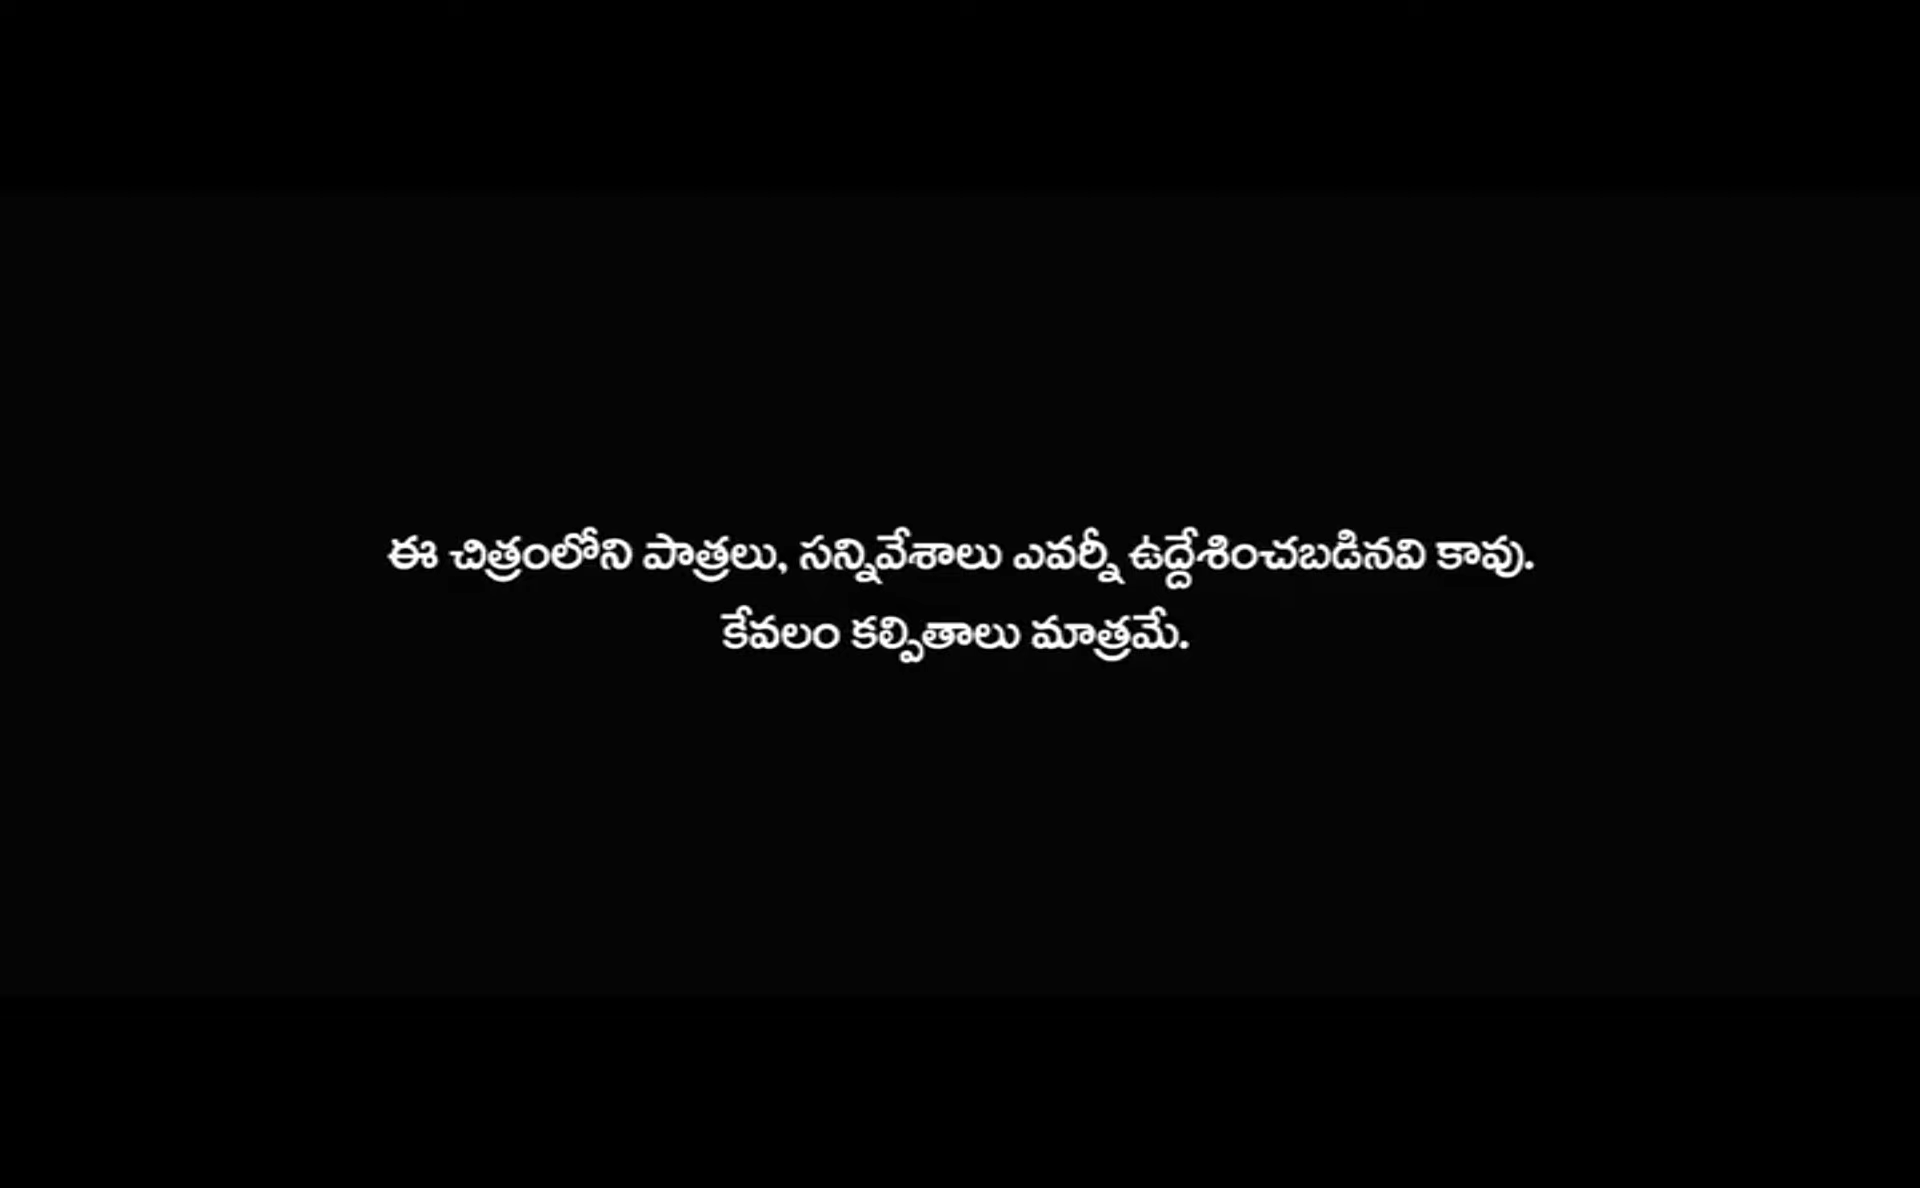 ఈ చిత్రంలోని పాత్రలు, సన్నివేశాలు ఎవర్నీ ఉద్దేశించబడినవి కావు.
కేవలం కల్పితాలు మాత్రమే.